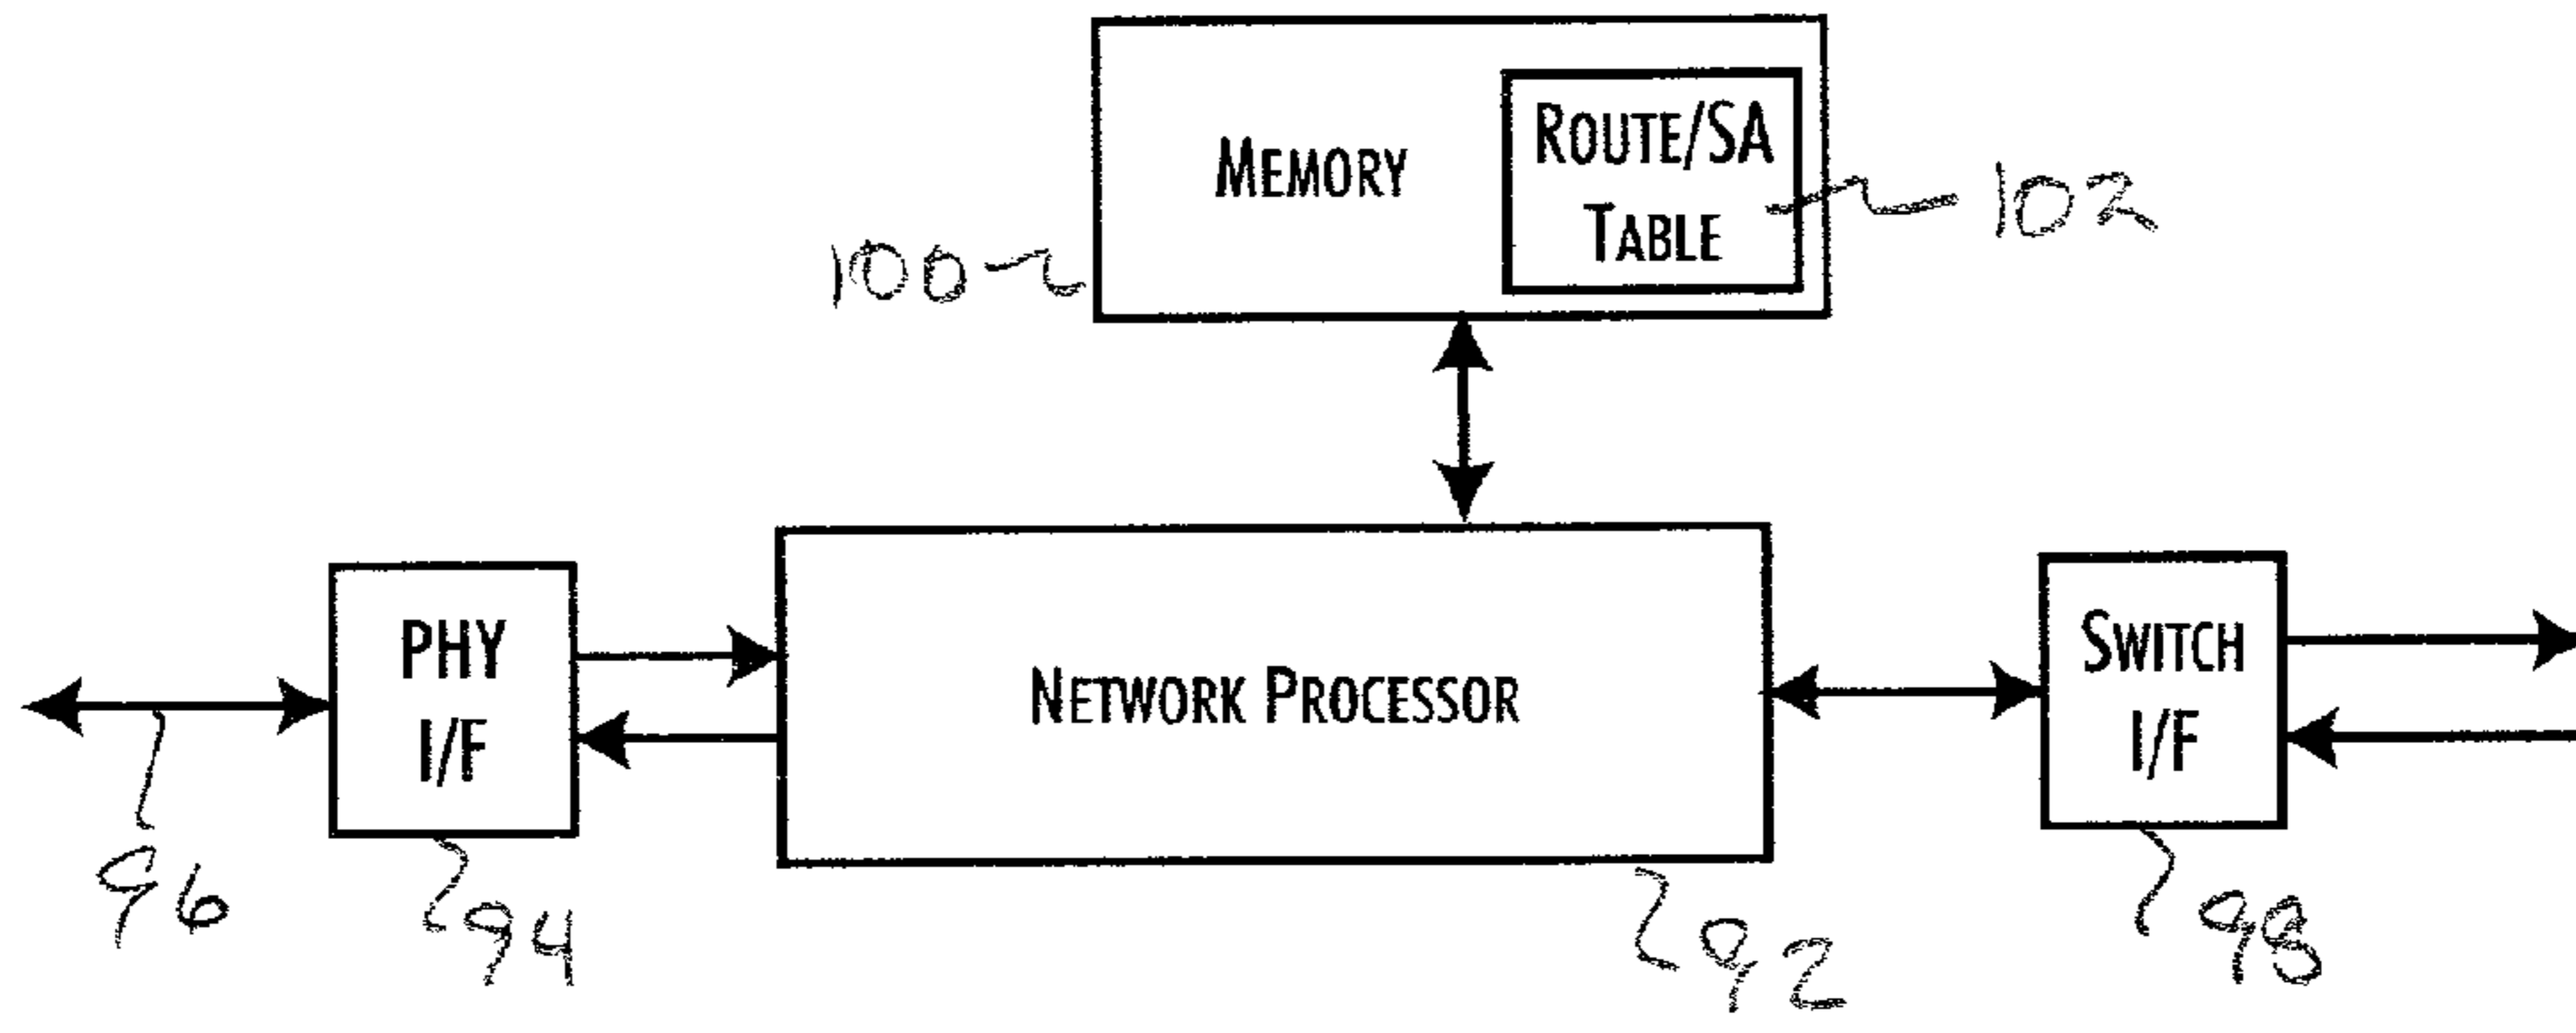 MEMORY
ROUTE/SA
TABLE
102
100
PHY
I/F
NETWORK PROCESSOR
SWITCH
I/F
96
94
92
98